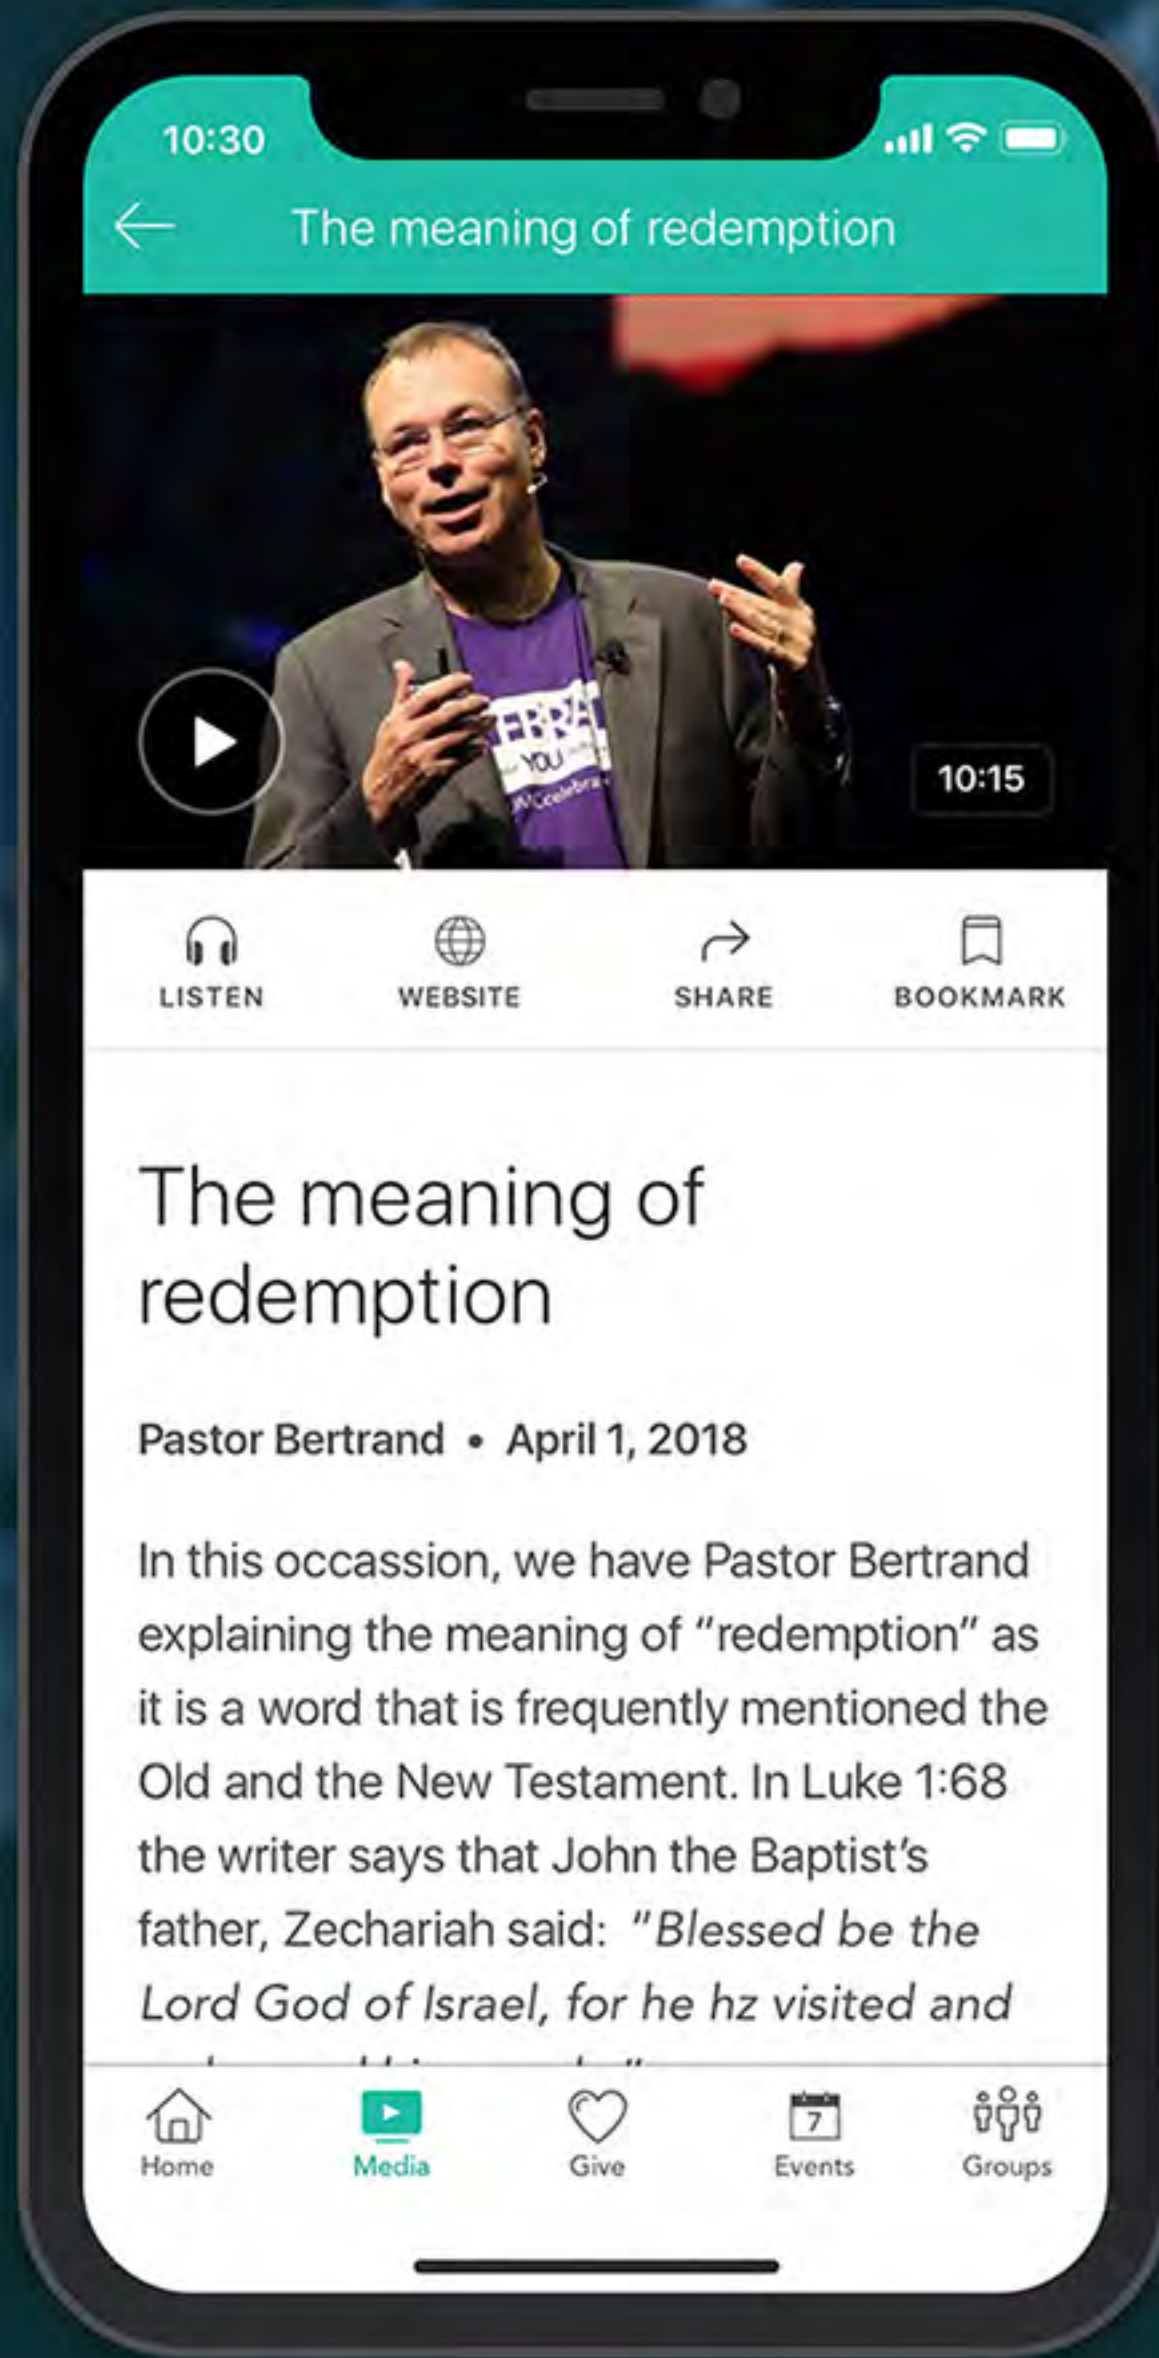 10:30
The meaning of redemption
YOU
10:15
LISTEN
WEBSITE
SHARE
BOOKMARK
The meaning of
redemption
Pastor Bertrand • April 1, 2018
In this occassion, we have Pastor Bertrand
explaining the meaning of “redemption” as
it is a word that is frequently mentioned the
Old and the New Testament. In Luke 1:68
the writer says that John the Baptist’s
father, Zechariah said: “Blessed be the
Lord God of Israel, for he hz visited and
7
Home
Media
Give
Events
Groups